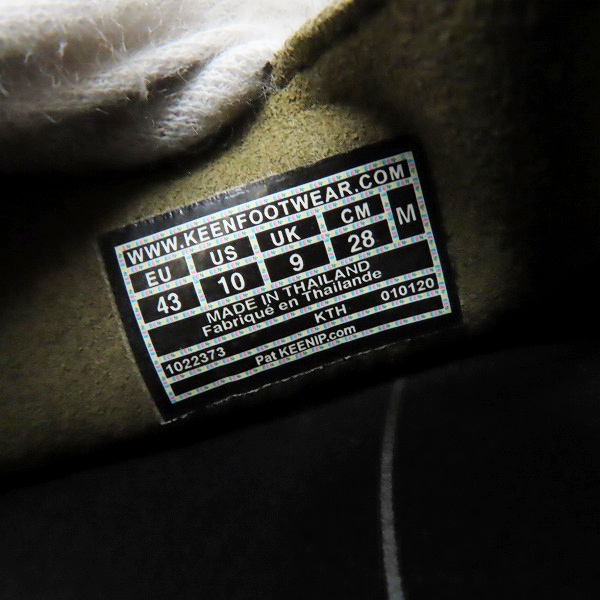 WWW.KEENFOOTWEAR.COM
EU US UK CM M
43 10 9 28
MADE IN THAILAND
Fabriqué en Thaïlande
1022373 KTH 010120
Pat KEENIP.com